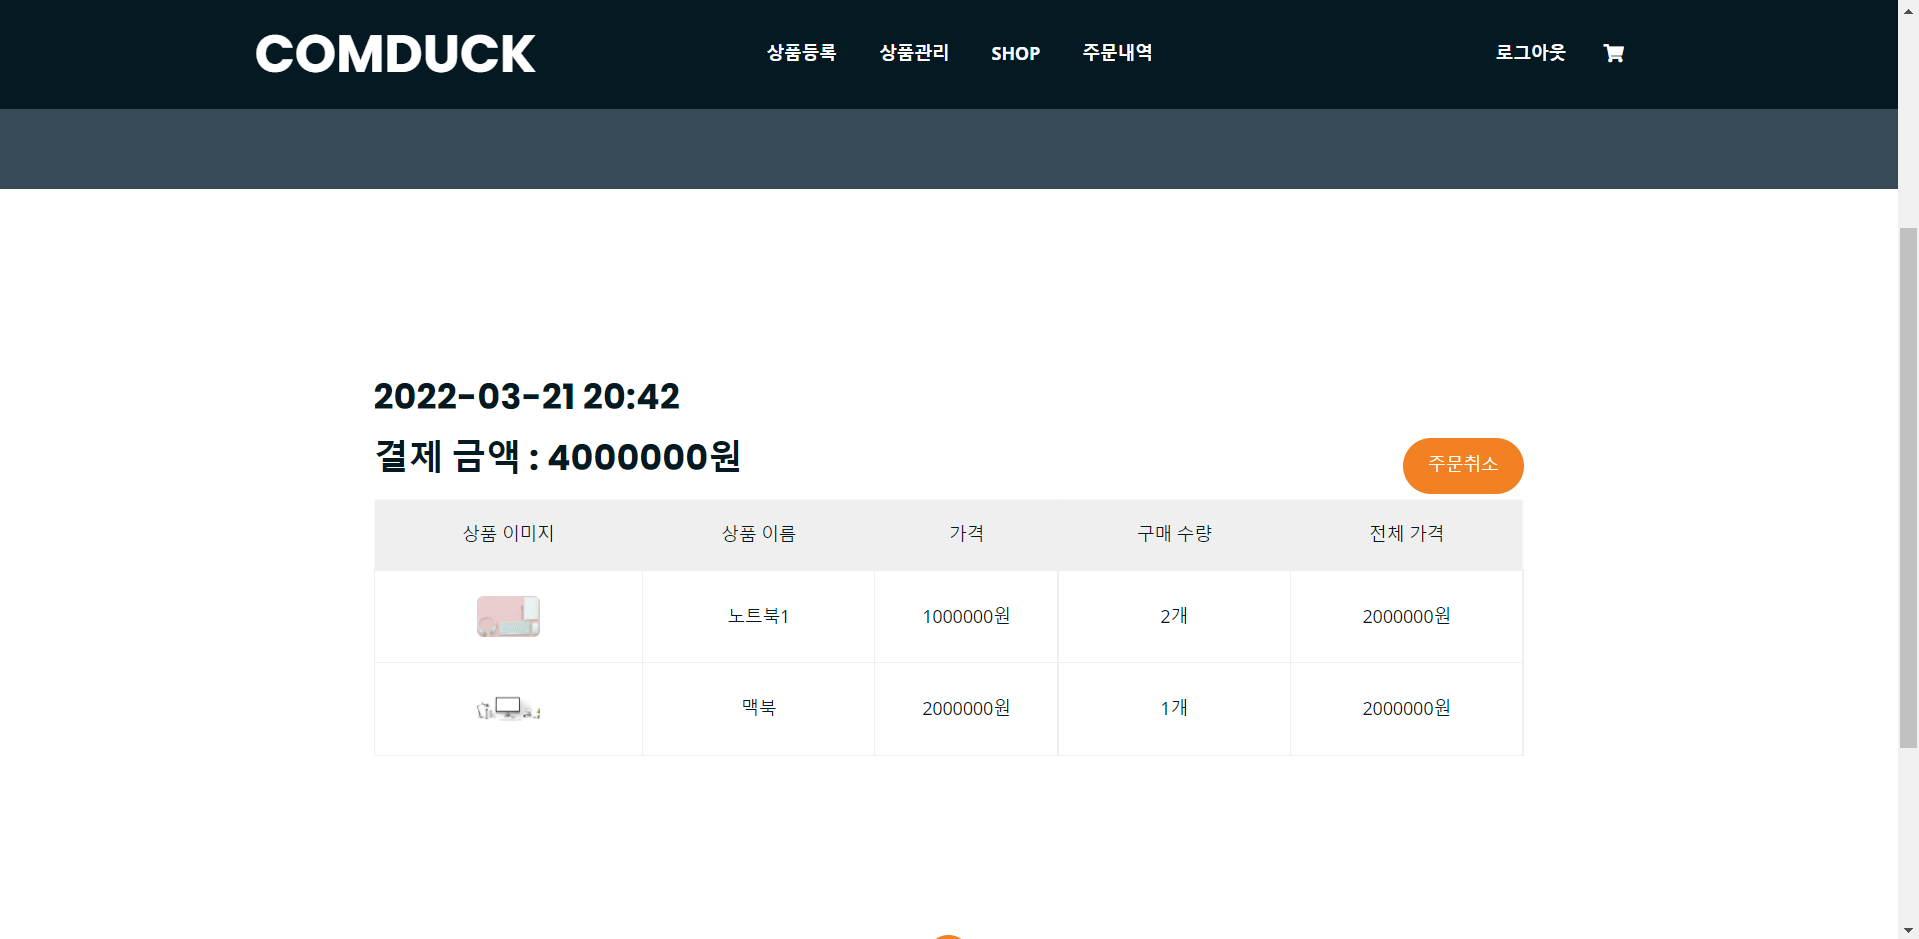 COMDUCK
상품등록 상품관리 SHOP 주문내역
로그아웃
2022-03-21 20:42
결제 금액 : 4000000원
주문취소
상품 이미지 상품 이름 가격 구매 수량 전체 가격
노트북1 1000000원 2개 2000000원
맥북 2000000원 1개 2000000원